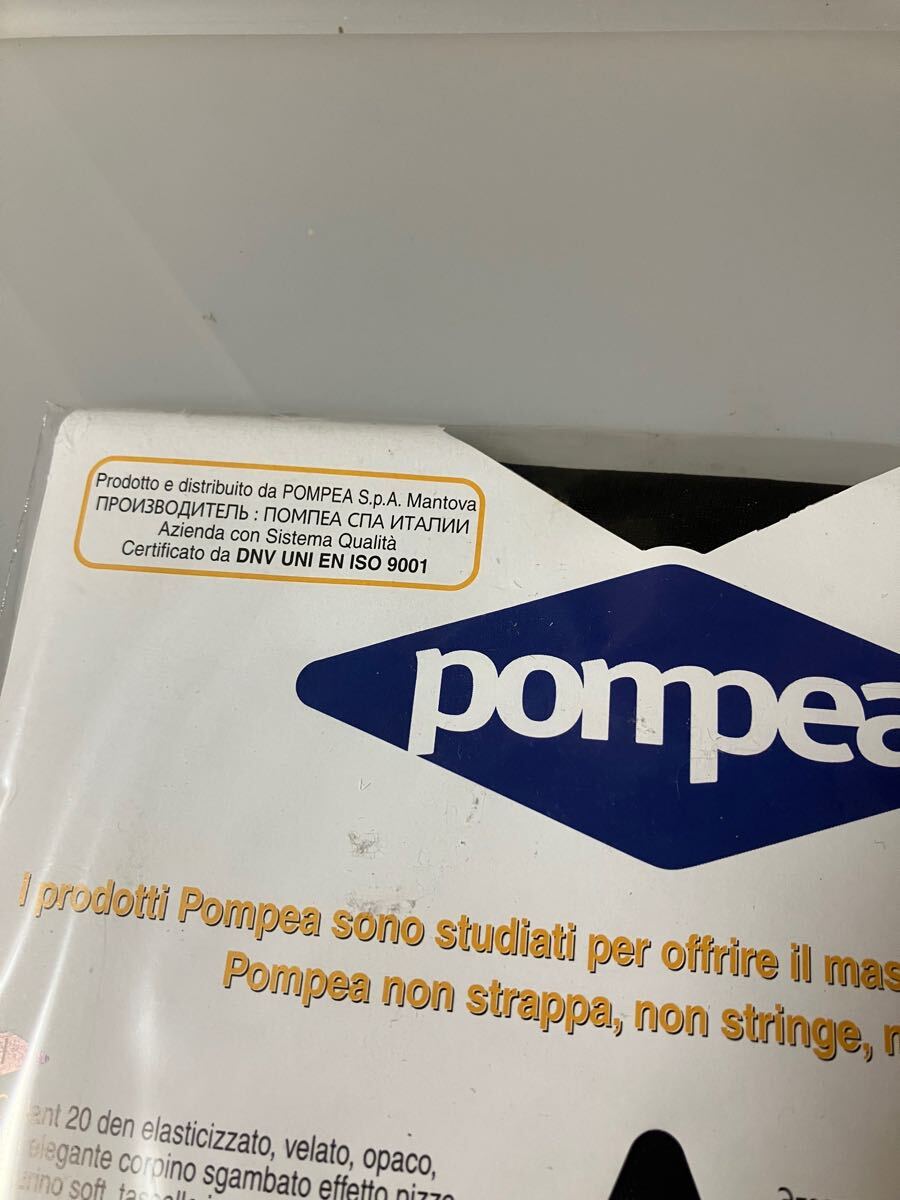 Prodotto e distribuito da POMPEA S.p.A. Mantova
ПРОИЗВОДИТЕЛЬ : ПОМПЕА СПА ИТАЛИИ
Azienda con Sistema Qualità
Certificato da DNV UNI EN ISO 9001
pompea
I prodotti Pompea sono studiati per offrire il
Pompea non strappa, non stringe,
20 den elasticizzato, velato, opaco,
elegante corpino sgambato effetto pizzo
soft,